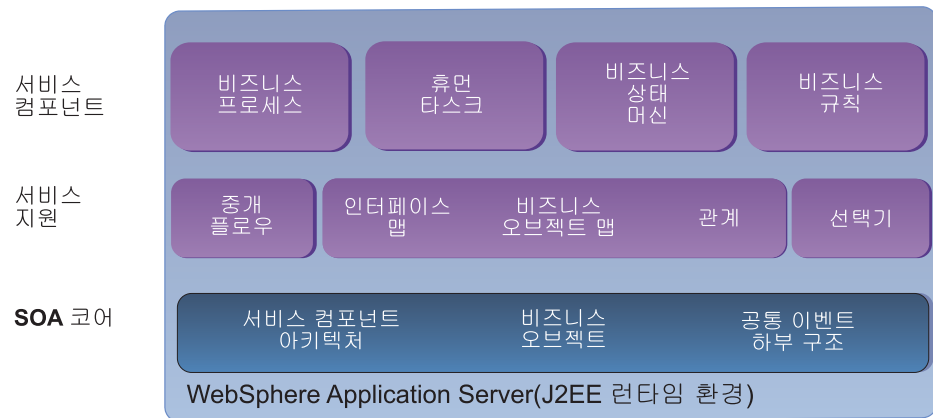 서비스
컴포넌트
비즈니스
프로세스
휴먼
타스크
비즈니스
상태
머신
비즈니스
규칙
서비스
지원
중개
플로우
인터페이스
맵
비즈니스
오브젝트 맵
관계
선택기
SOA 코어
서비스 컴포넌트
아키텍처
비즈니스
오브젝트
공통 이벤트
하부 구조
WebSphere Application Server(J2EE 런타임 환경)